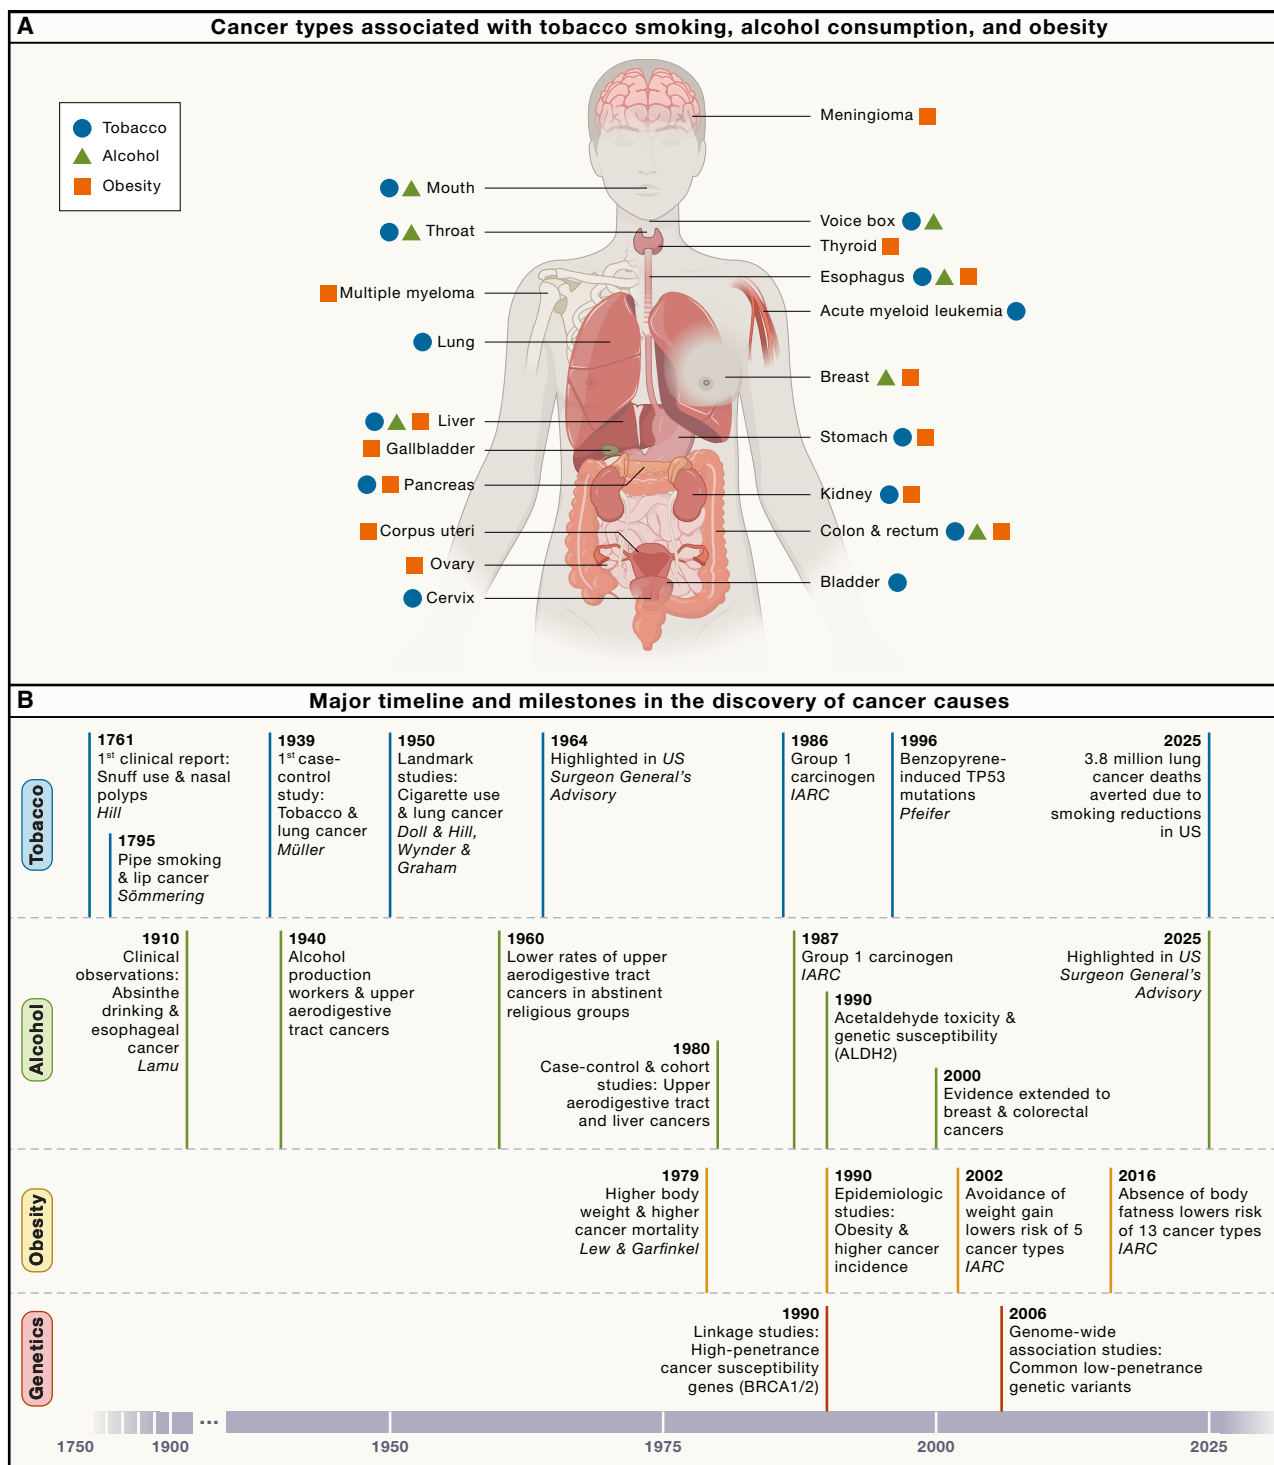 A
Cancer types associated with tobacco smoking, alcohol consumption, and obesity
Tobacco
Alcohol
Obesity
Mouth
Throat
Multiple myeloma
Lung
Liver
Gallbladder
Pancreas
Corpus uteri
Ovary
Cervix
Meningioma
Voice box
Thyroid
Esophagus
Acute myeloid leukemia
Breast
Stomach
Kidney
Colon & rectum
Bladder
B
Major timeline and milestones in the discovery of cancer causes
Tobacco
1761
1st clinical report:
Snuff use & nasal
polyps
Hill
1795
Pipe smoking
& lip cancer
Sömmering
1939
1st case-
control
study:
Tobacco &
lung cancer
Müller
1950
Landmark
studies:
Cigarette use
& lung cancer
Doll & Hill,
Wynder &
Graham
1964
Highlighted in US
Surgeon General's
Advisory
1986
Group 1
carcinogen
IARC
1996
Benzopyrene-
induced TP53
mutations
Pfeifer
2025
3.8 million lung
cancer deaths
averted due to
smoking reductions
in US
Alcohol
1910
Clinical
observations:
Absinthe
drinking &
esophageal
cancer
Lamu
1940
Alcohol
production
workers & upper
aerodigestive
tract cancers
1960
Lower rates of upper
aerodigestive tract
cancers in abstinent
religious groups
1980
Case-control & cohort
studies: Upper
aerodigestive tract
and liver cancers
1987
Group 1 carcinogen
IARC
1990
Acetaldehyde toxicity &
genetic susceptibility
(ALDH2)
2000
Evidence extended to
breast & colorectal
cancers
2025
Highlighted in US
Surgeon General's
Advisory
Obesity
1979
Higher body
weight & higher
cancer mortality
Lew & Garfinkel
1990
Epidemiologic
studies:
Obesity &
higher cancer
incidence
2002
Avoidance of
weight gain
lowers risk of 5
cancer types
IARC
2016
Absence of body
fatness lowers risk
of 13 cancer types
IARC
Genetics
1990
Linkage studies:
High-penetrance
cancer susceptibility
genes (BRCA1/2)
2006
Genome-wide
association studies:
Common low-penetrance
genetic variants
...
1750 1900 1950 1975 2000 2025